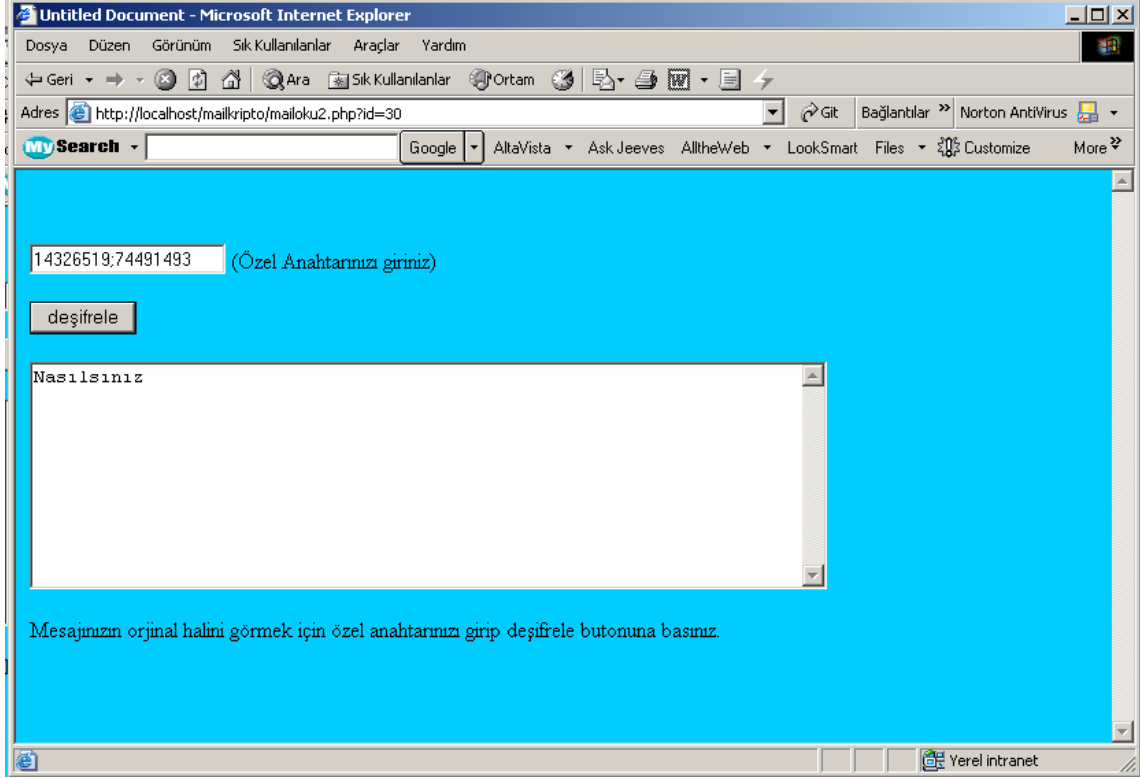 Untitled Document - Microsoft Internet Explorer
Dosya Düzen Görünüm Sık Kullanılanlar Araçlar Yardım
Geri Ara Sık Kullanılanlar Ortam
Adres http://localhost/mailkripto/mailoku2.php?id=30 Git Bağlantılar » Norton AntiVirus
My Search Google AltaVista Ask Jeeves AlltheWeb LookSmart Files Customize More »
14326519;74491493 (Özel Anahtarınızı giriniz)
deşifrele
Nasılsınız
Mesajınızın orjinal halini görmek için özel anahtarınızı girip deşifrele butonuna basınız.
Yerel intranet